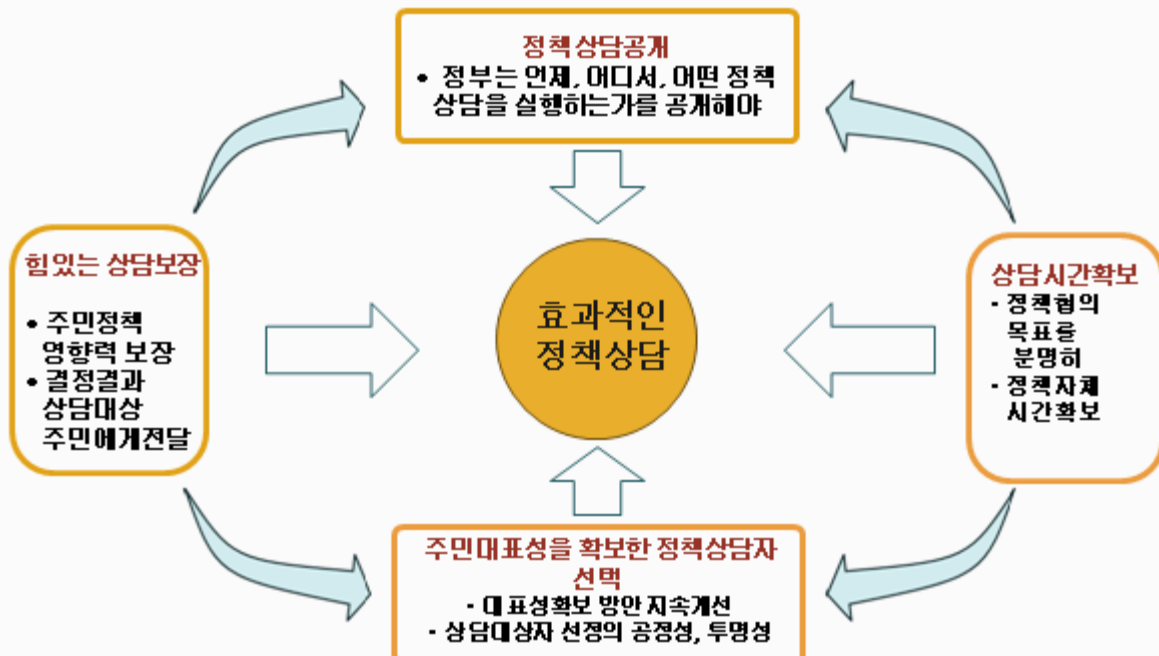 정책 상담공개
• 정부는 언제, 어디서, 어떤 정책
상담을 실행하는가를 공개해야
힘있는 상담보장
• 주민정책
영향력 보장
• 결정결과
상담대상
주민에게전달
효과적인
정책상담
상담시간확보
- 정책협의
목표를
분명히
- 정책자체
시간확보
주민대표성을 확보한 정책상담자
선택
- 대표성확보 방안 지속개선
- 상담대상자 선정의 공정성, 투명성